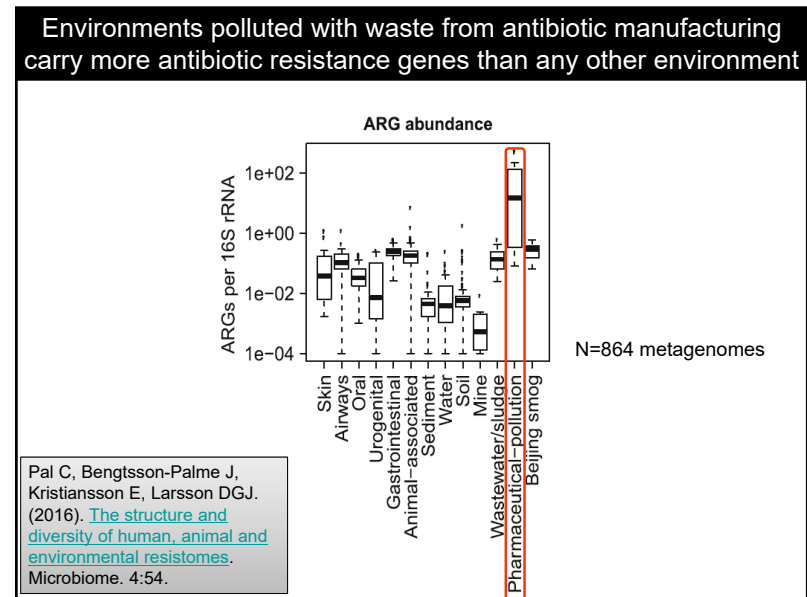 Environments polluted with waste from antibiotic manufacturing
carry more antibiotic resistance genes than any other environment
ARG abundance
ARGs per 16S rRNA
1e+02
1e+00
1e−02
1e−04
Skin
Airways
Oral
Urogenital
Gastrointestinal
Animal−associated
Sediment
Water
Soil
Mine
Wastewater/sludge
Pharmaceutical−pollution
Beijing smog
N=864 metagenomes
Pal C, Bengtsson-Palme J,
Kristiansson E, Larsson DGJ.
(2016). The structure and
diversity of human, animal and
environmental resistomes.
Microbiome. 4:54.